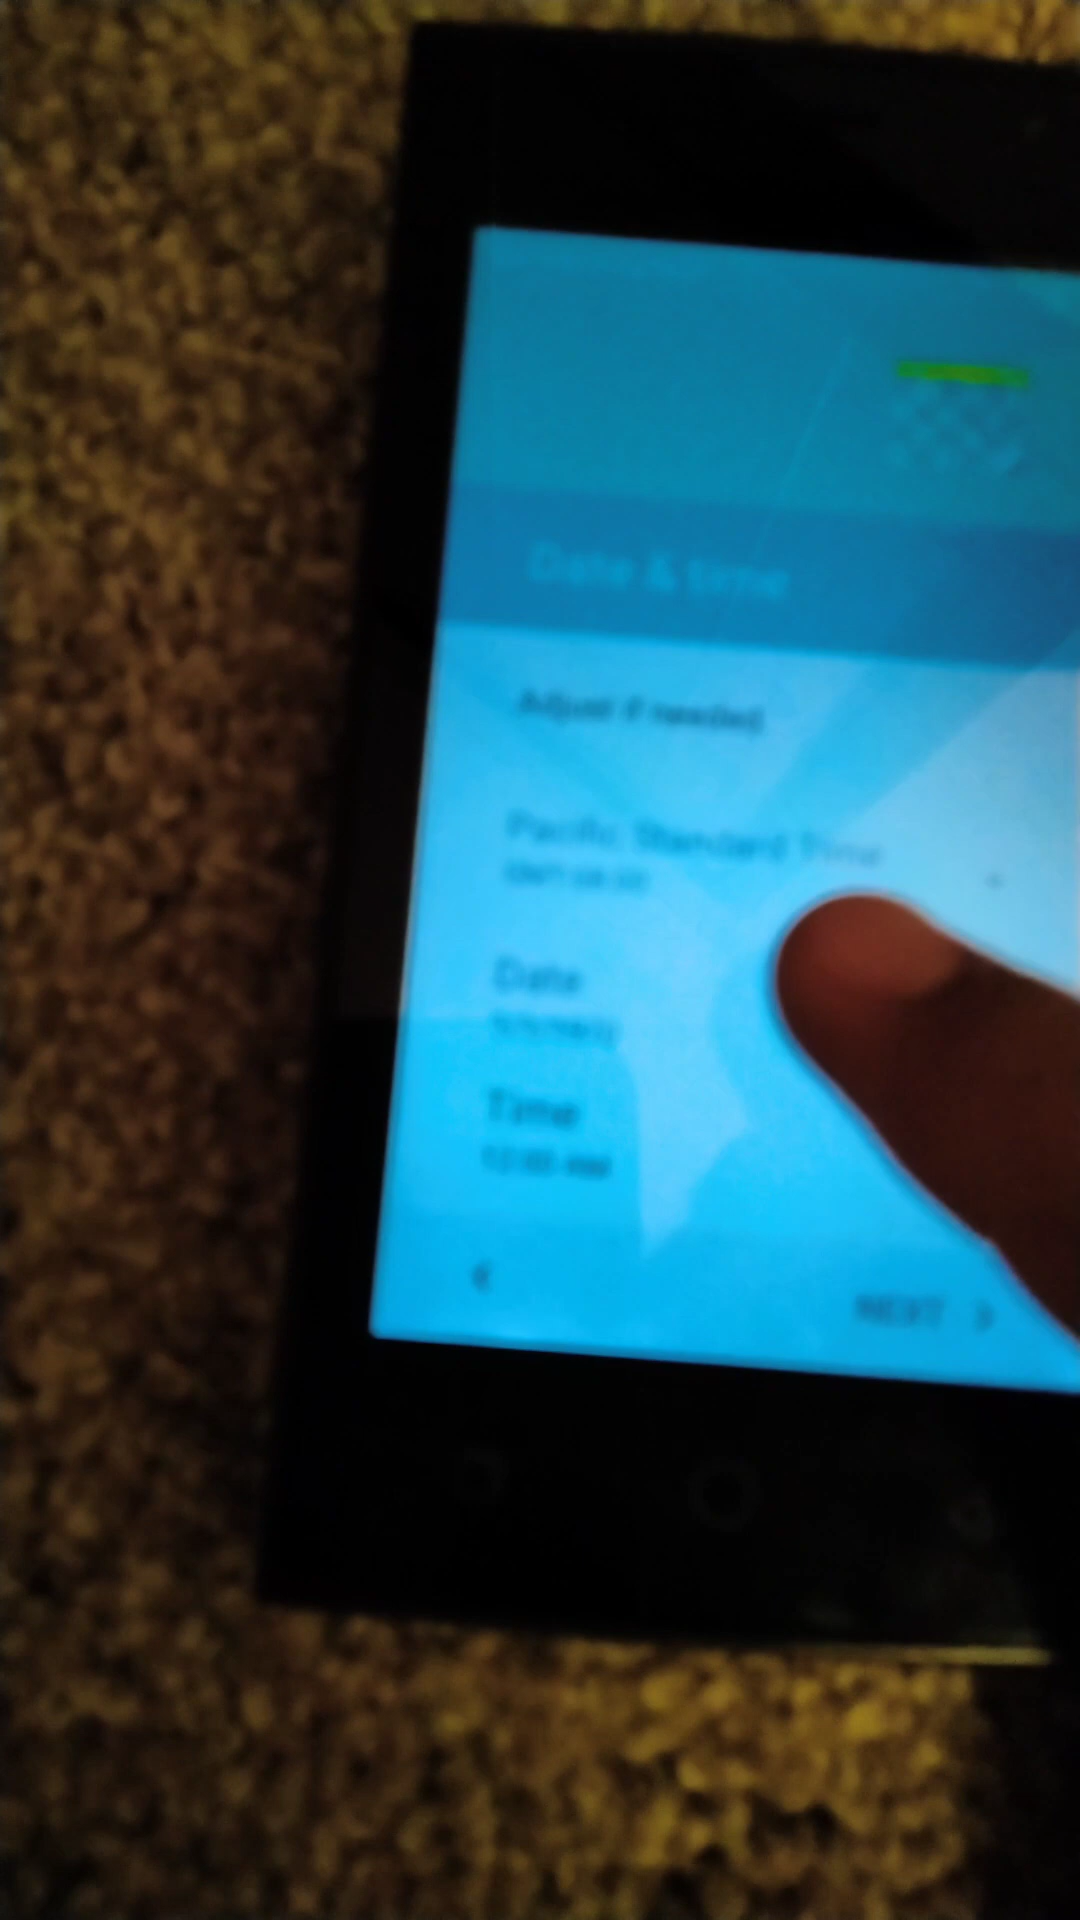 Date & time
Adjust if needed.
Pacific Standard Time
Date
Time
NEXT